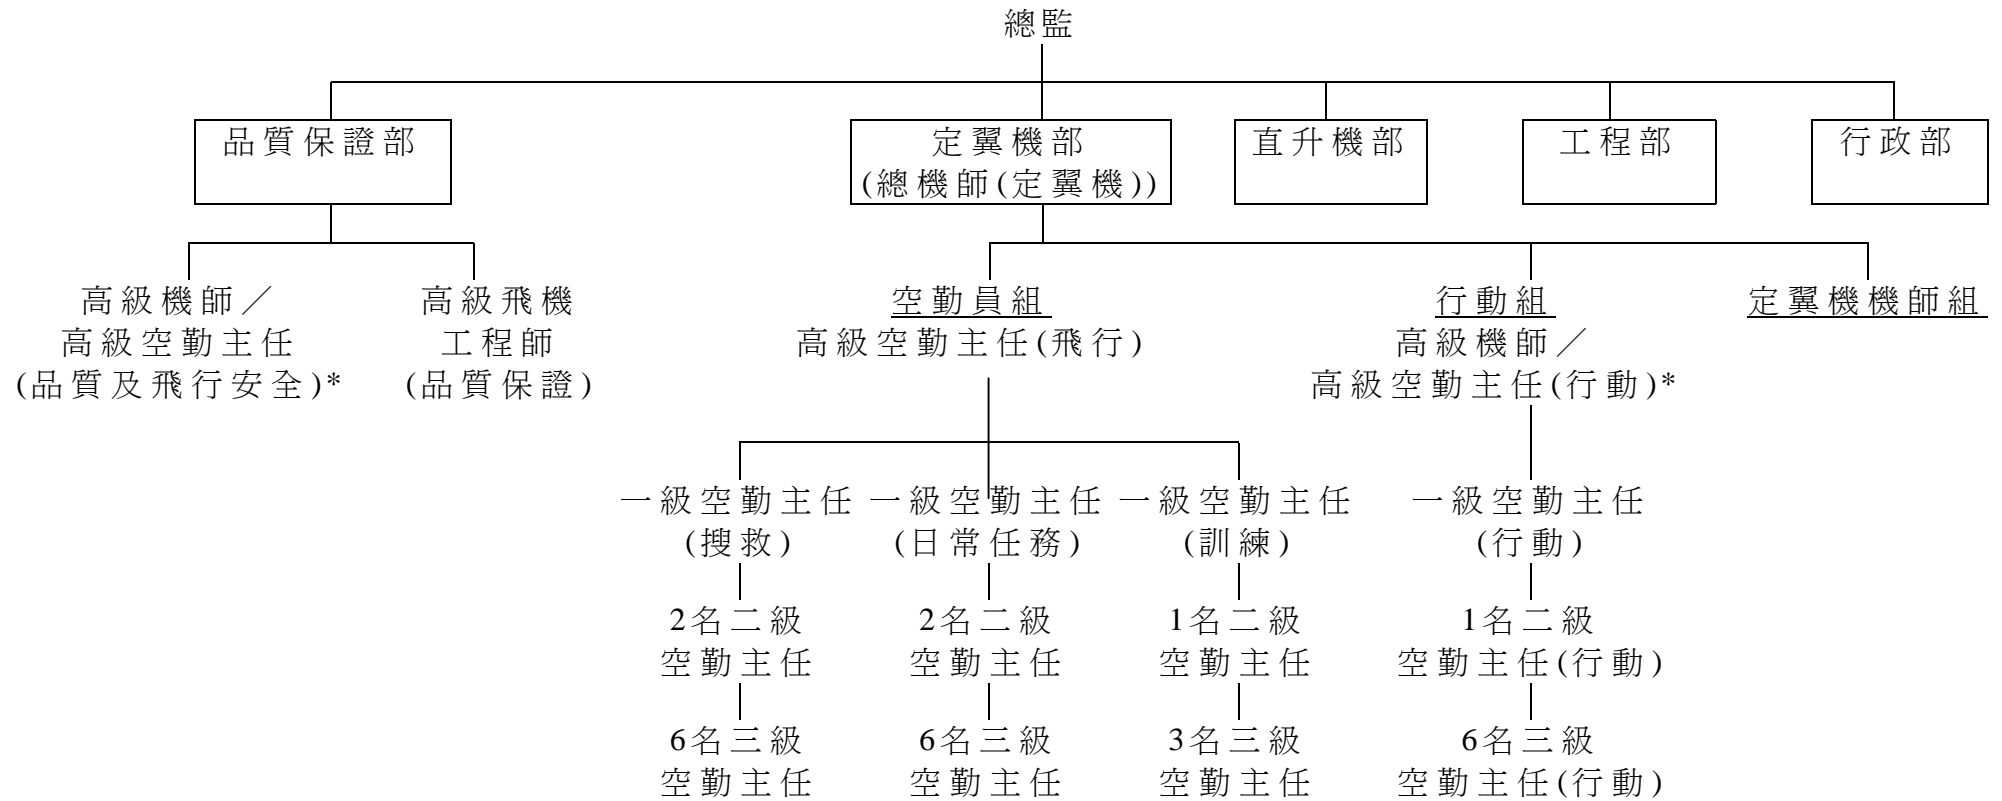 總監
品質保證部
定翼機部
(總機師(定翼機))
直升機部
工程部
行政部
高級機師／
高級空勤主任
(品質及飛行安全)*
高級飛機
工程師
(品質保證)
空勤員組
高級空勤主任(飛行)
行動組
高級機師／
高級空勤主任(行動)*
定翼機機師組
一級空勤主任
(搜救)
一級空勤主任
(日常任務)
一級空勤主任
(訓練)
一級空勤主任
(行動)
2名二級
空勤主任
2名二級
空勤主任
1名二級
空勤主任
1名二級
空勤主任(行動)
6名三級
空勤主任
6名三級
空勤主任
3名三級
空勤主任
6名三級
空勤主任(行動)